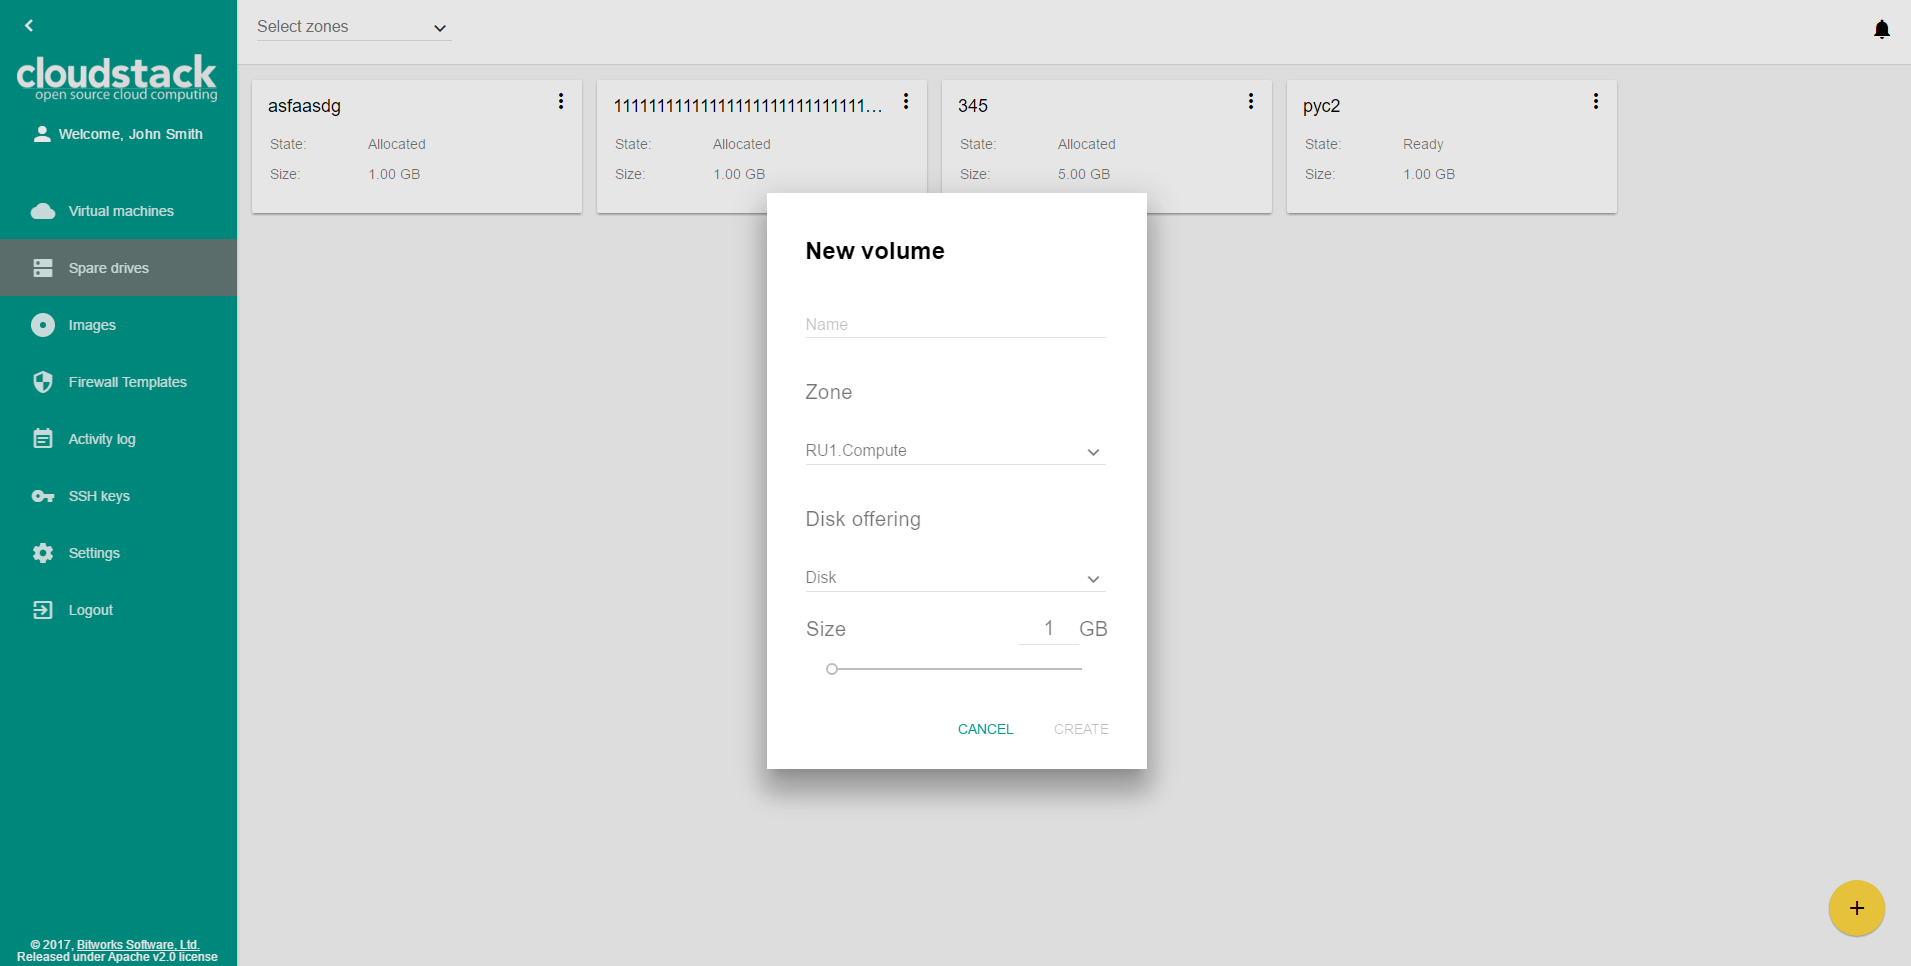 cloudstack
open source cloud computing
Welcome, John Smith
Virtual machines
Spare drives
Images
Firewall Templates
Activity log
SSH keys
Settings
Logout
© 2017, Bitworks Software, Ltd.
Released under Apache v2.0 license
Select zones
asfaasdg
State: Allocated
Size: 1.00 GB
11111111111111111111111111111...
State: Allocated
Size: 1.00 GB
345
State: Allocated
Size: 5.00 GB
pyc2
State: Ready
Size: 1.00 GB
New volume
Name
Zone
RU1.Compute
Disk offering
Disk
Size 1 GB
CANCEL CREATE